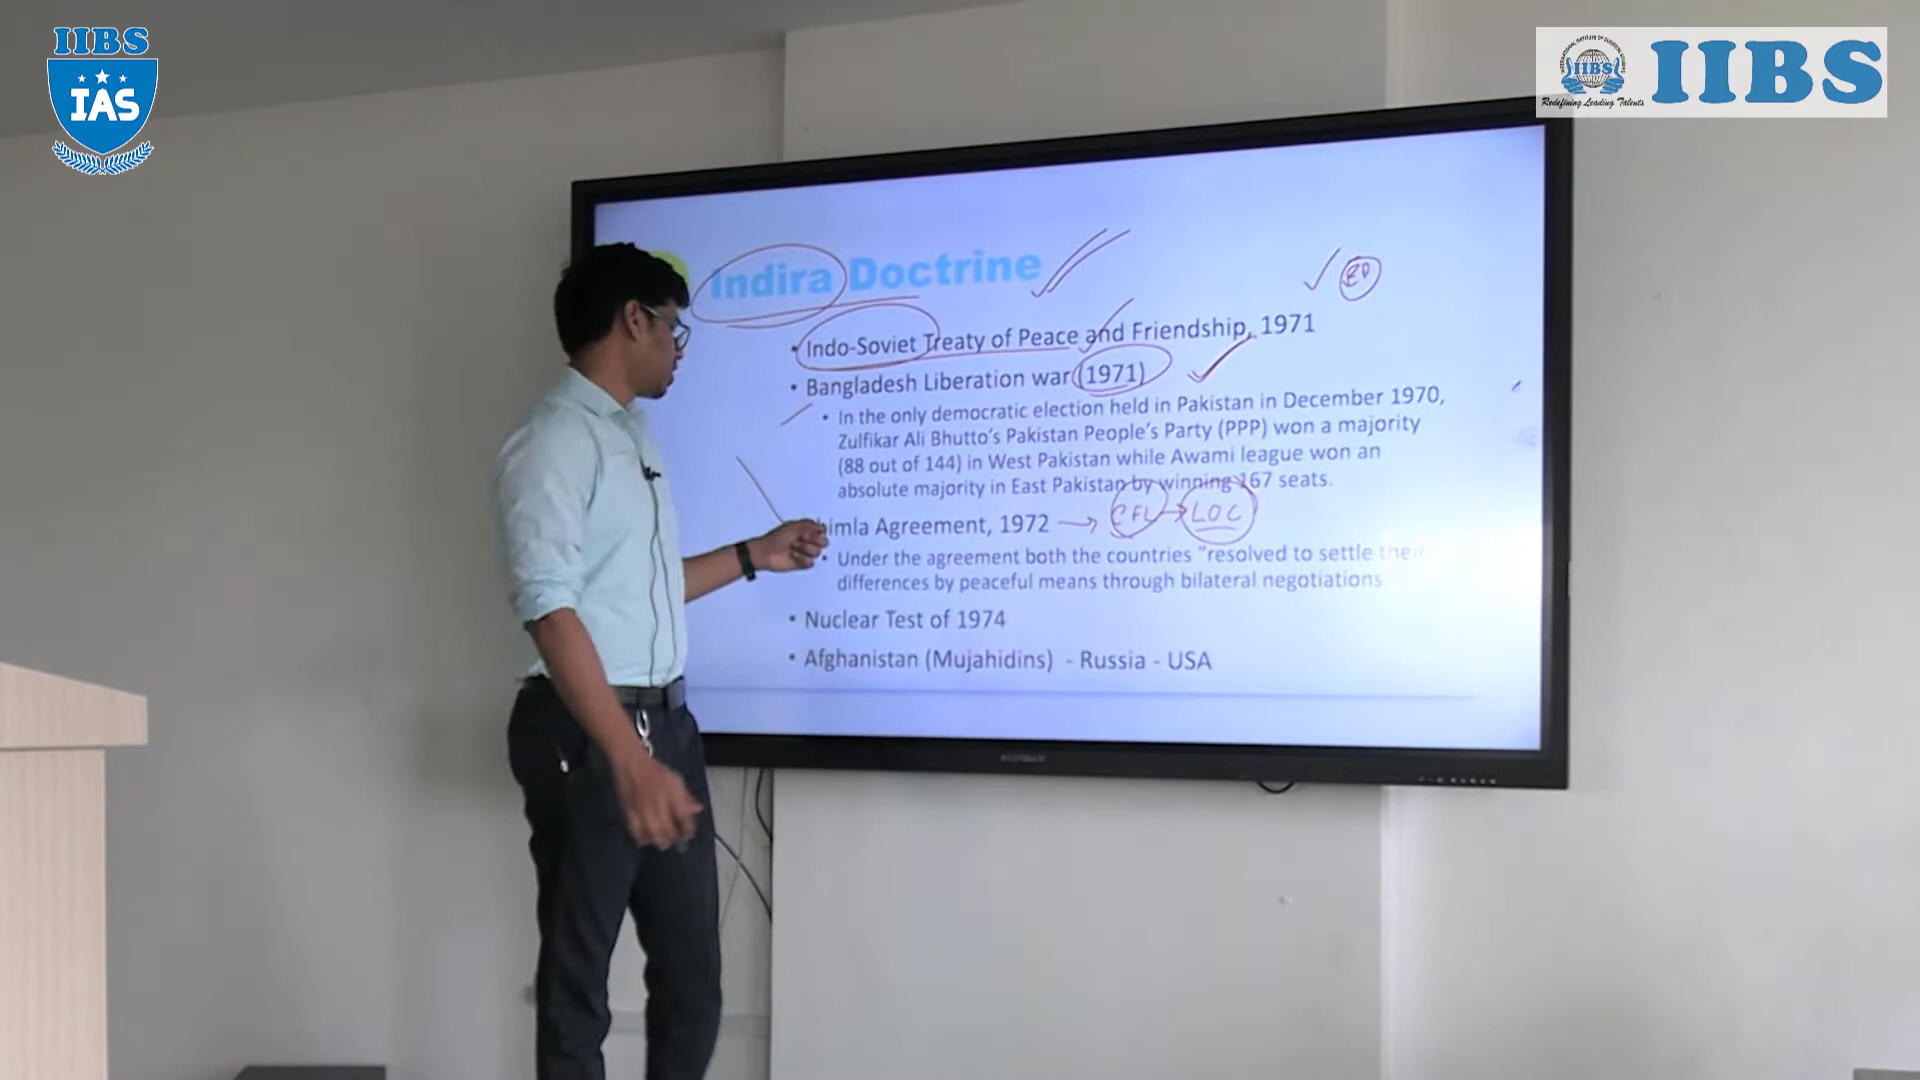 IIBS
IAS
IIBS
Redefining Leading Talents
IIBS
Indira Doctrine
• Indo-Soviet Treaty of Peace and Friendship, 1971
• Bangladesh Liberation war (1971)
• In the only democratic election held in Pakistan in December 1970,
Zulfikar Ali Bhutto's Pakistan People's Party (PPP) won a majority
(88 out of 144) in West Pakistan while Awami league won an
absolute majority in East Pakistan by winning 167 seats.
himla Agreement, 1972 → CFL → LOC
• Under the agreement both the countries "resolved to settle their
differences by peaceful means through bilateral negotiations
• Nuclear Test of 1974
• Afghanistan (Mujahidins) - Russia - USA